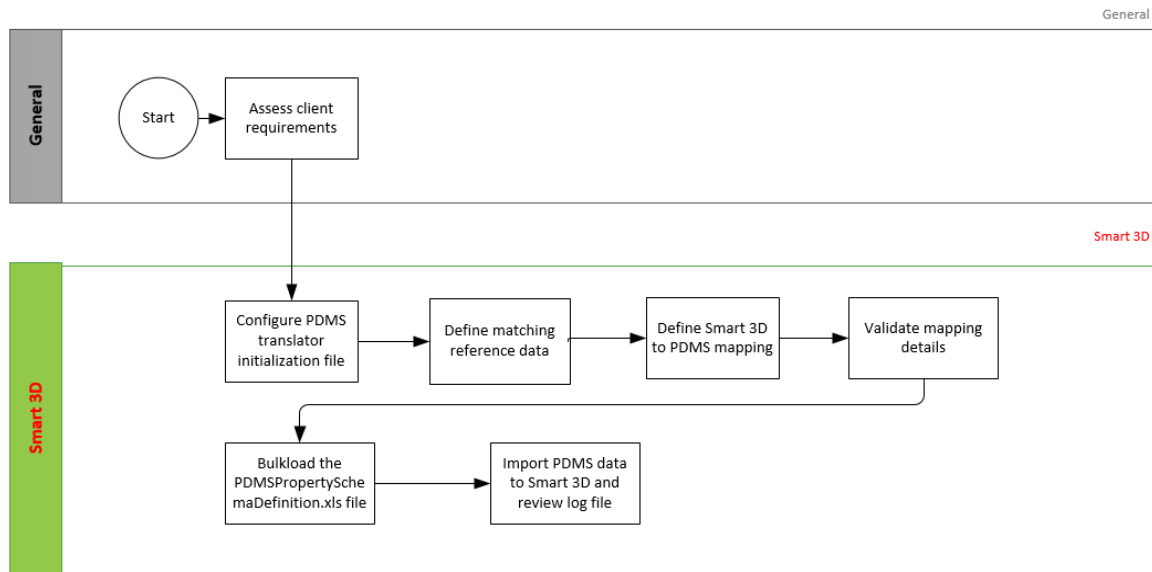 General
General
Start
Assess client
requirements
Smart 3D
Smart 3D
Configure PDMS
translator
initialization file
Define matching
reference data
Define Smart 3D
to PDMS mapping
Validate mapping
details
Bulkload the
PDMSPropertySche
maDefinition.xls file
Import PDMS data
to Smart 3D and
review log file